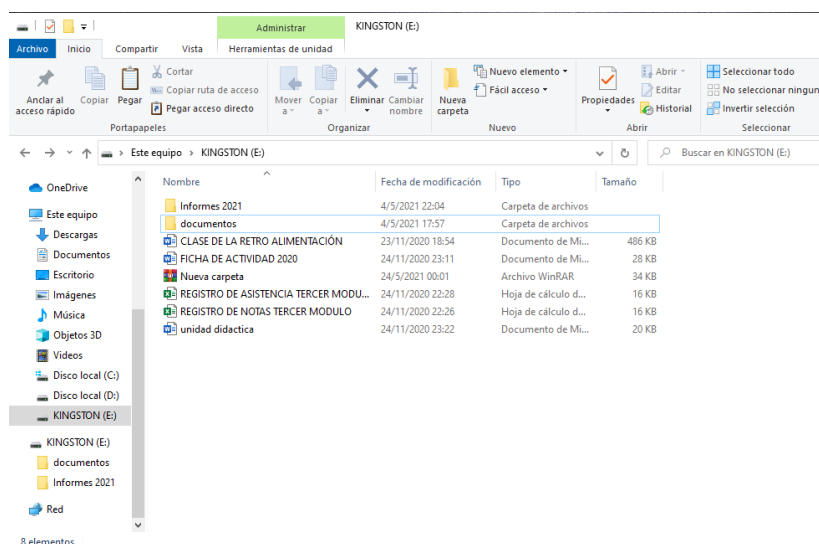 Administrar KINGSTON (E:)
Archivo Inicio Compartir Vista Herramientas de unidad
Anclar al acceso rápido
Copiar
Pegar
Cortar
Copiar ruta de acceso
Pegar acceso directo
Portapapeles
Mover a
Copiar a
Eliminar
Cambiar nombre
Organizar
Nueva carpeta
Nuevo elemento
Fácil acceso
Nuevo
Propiedades
Abrir
Editar
Historial
Abrir
Seleccionar todo
No seleccionar ningun
Invertir selección
Seleccionar
Este equipo > KINGSTON (E:)
Buscar en KINGSTON (E:)
OneDrive
Este equipo
Descargas
Documentos
Escritorio
Imágenes
Música
Objetos 3D
Videos
Disco local (C:)
Disco local (D:)
KINGSTON (E:)
KINGSTON (E:)
documentos
Informes 2021
Red
Nombre Fecha de modificación Tipo Tamaño
Informes 2021 4/5/2021 22:04 Carpeta de archivos
documentos 4/5/2021 17:57 Carpeta de archivos
CLASE DE LA RETRO ALIMENTACIÓN 23/11/2020 18:54 Documento de Mi... 486 KB
FICHA DE ACTIVIDAD 2020 24/11/2020 23:11 Documento de Mi... 28 KB
Nueva carpeta 24/5/2021 00:01 Archivo WinRAR 34 KB
REGISTRO DE ASISTENCIA TERCER MODU... 24/11/2020 22:28 Hoja de cálculo d... 16 KB
REGISTRO DE NOTAS TERCER MODULO 24/11/2020 22:26 Hoja de cálculo d... 16 KB
unidad didactica 24/11/2020 23:22 Documento de Mi... 20 KB
8 elementos